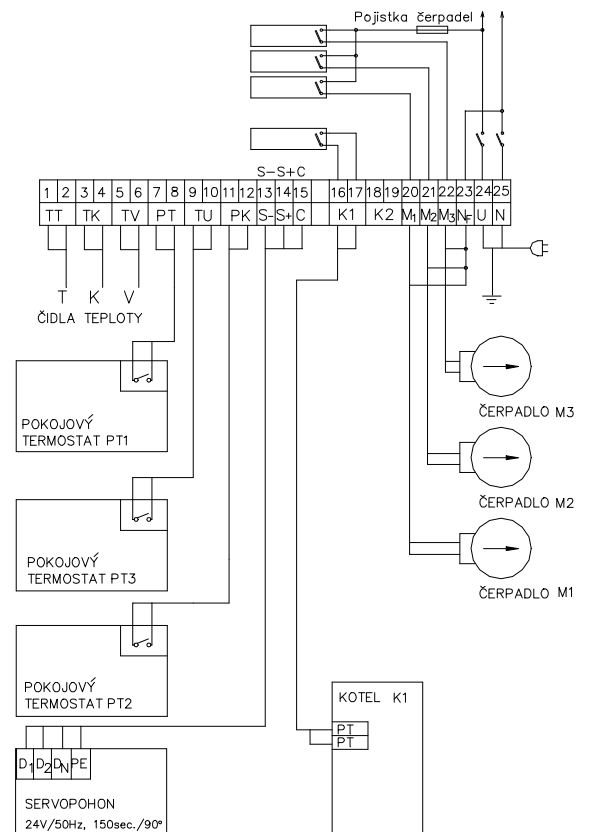 Pojistka čerpadel
S-S+C
1 2 3 4 5 6 7 8 9 10 11 12 13 14 15 16 17 18 19 20 21 22 23 24 25
TT TK TV PT TU PK S- S+ C K1 K2 M1 M2 M3 NF U N
T K V
ČIDLA TEPLOTY
POKOJOVÝ
TERMOSTAT PT1
ČERPADLO M3
ČERPADLO M2
POKOJOVÝ
TERMOSTAT PT3
ČERPADLO M1
POKOJOVÝ
TERMOSTAT PT2
KOTEL K1
PT
PT
D1 D2 DN PE
SERVOPOHON
24V/50Hz, 150sec./90°